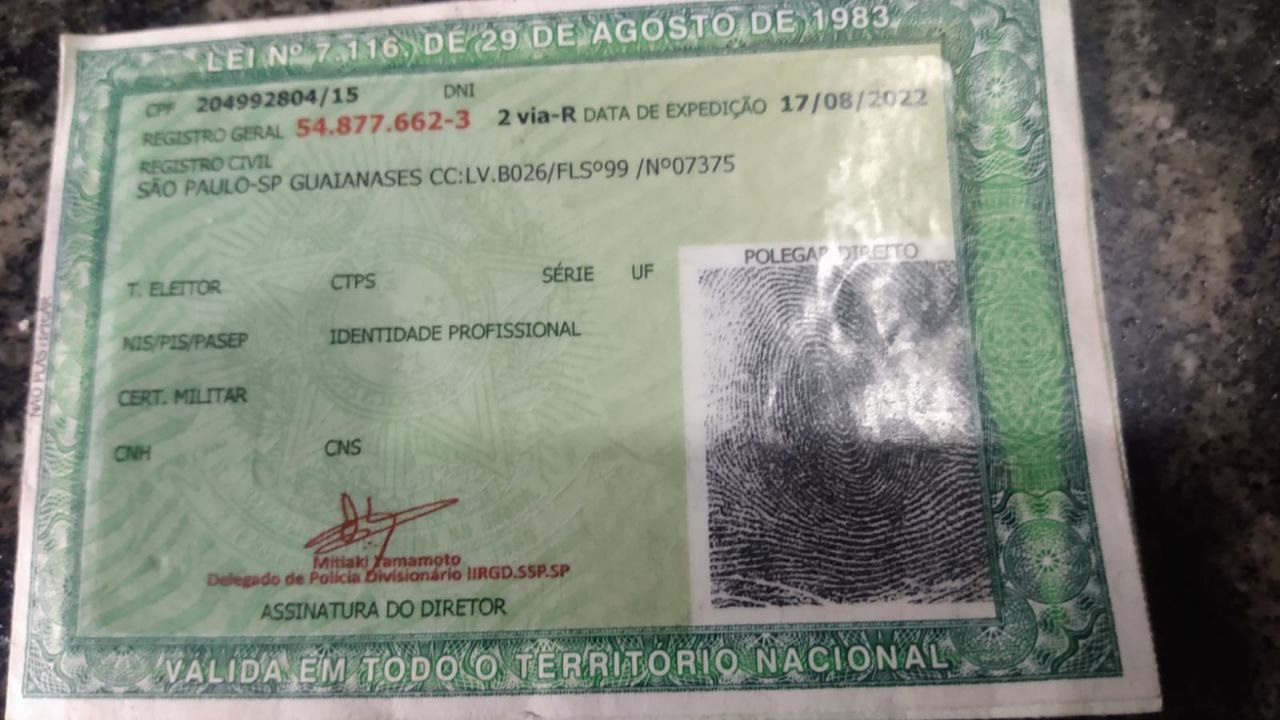 LEI Nº 7.116, DE 29 DE AGOSTO DE 1983
CPF 204992804/15 DNI
REGISTRO GERAL 54.877.662-3 2 via-R DATA DE EXPEDIÇÃO 17/08/2022
REGISTRO CIVIL
SÃO PAULO-SP GUAIANASES CC:LV.B026/FLSº99 /Nº07375
POLEGAR DIREITO
T. ELEITOR CTPS SÉRIE UF
NIS/PIS/PASEP IDENTIDADE PROFISSIONAL
CERT. MILITAR
CNH CNS
Mitiaki Yamamoto
Delegado de Polícia Divisionário IIRGD.SSP.SP
ASSINATURA DO DIRETOR
VALIDA EM TODO O TERRITÓRIO NACIONAL
NÃO PLASTIFICAR